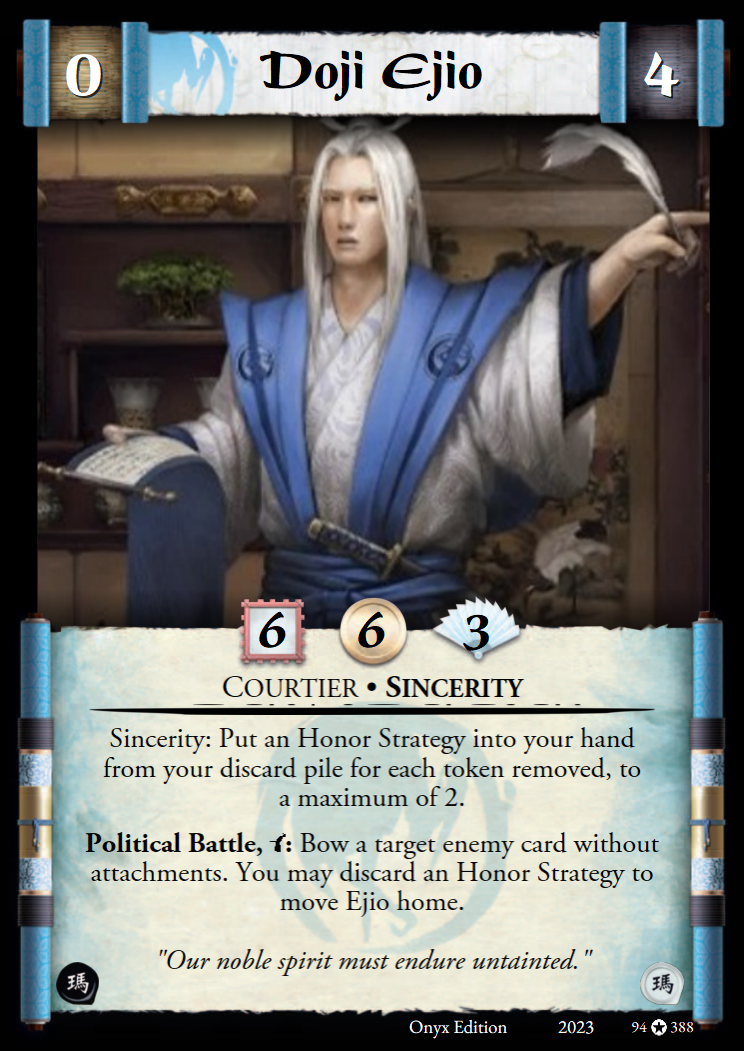 0
Doji Ejio
4
6
6
3
COURTIER • SINCERITY
Sincerity: Put an Honor Strategy into your hand
from your discard pile for each token removed, to
a maximum of 2.
Political Battle, : Bow a target enemy card without
attachments. You may discard an Honor Strategy to
move Ejio home.
"Our noble spirit must endure untainted."
瑪
瑪
Onyx Edition 2023 94 ✪ 388